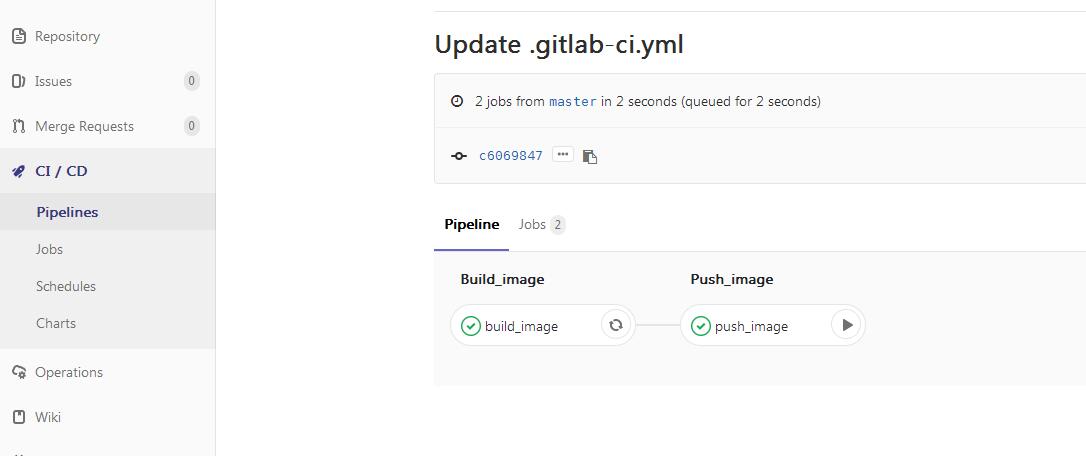 Repository
Issues 0
Merge Requests 0
CI / CD
Pipelines
Jobs
Schedules
Charts
Operations
Wiki
Update .gitlab-ci.yml
2 jobs from master in 2 seconds (queued for 2 seconds)
c6069847
Pipeline Jobs 2
Build_image Push_image
build_image push_image